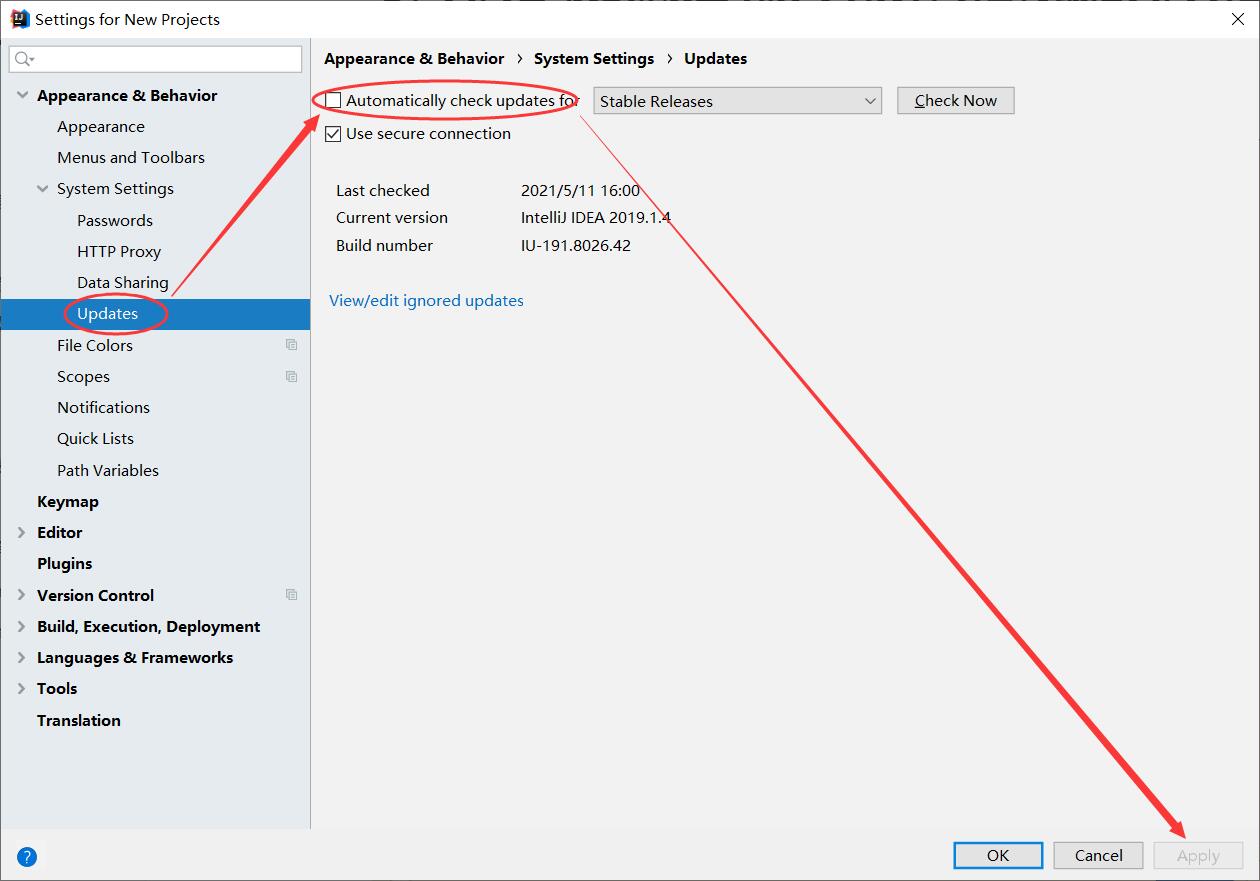 Settings for New Projects
Appearance & Behavior
Appearance
Menus and Toolbars
System Settings
Passwords
HTTP Proxy
Data Sharing
Updates
File Colors
Scopes
Notifications
Quick Lists
Path Variables
Keymap
Editor
Plugins
Version Control
Build, Execution, Deployment
Languages & Frameworks
Tools
Translation
Appearance & Behavior › System Settings › Updates
Automatically check updates for Stable Releases Check Now
Use secure connection
Last checked 2021/5/11 16:00
Current version IntelliJ IDEA 2019.1.4
Build number IU-191.8026.42
View/edit ignored updates
? OK Cancel Apply